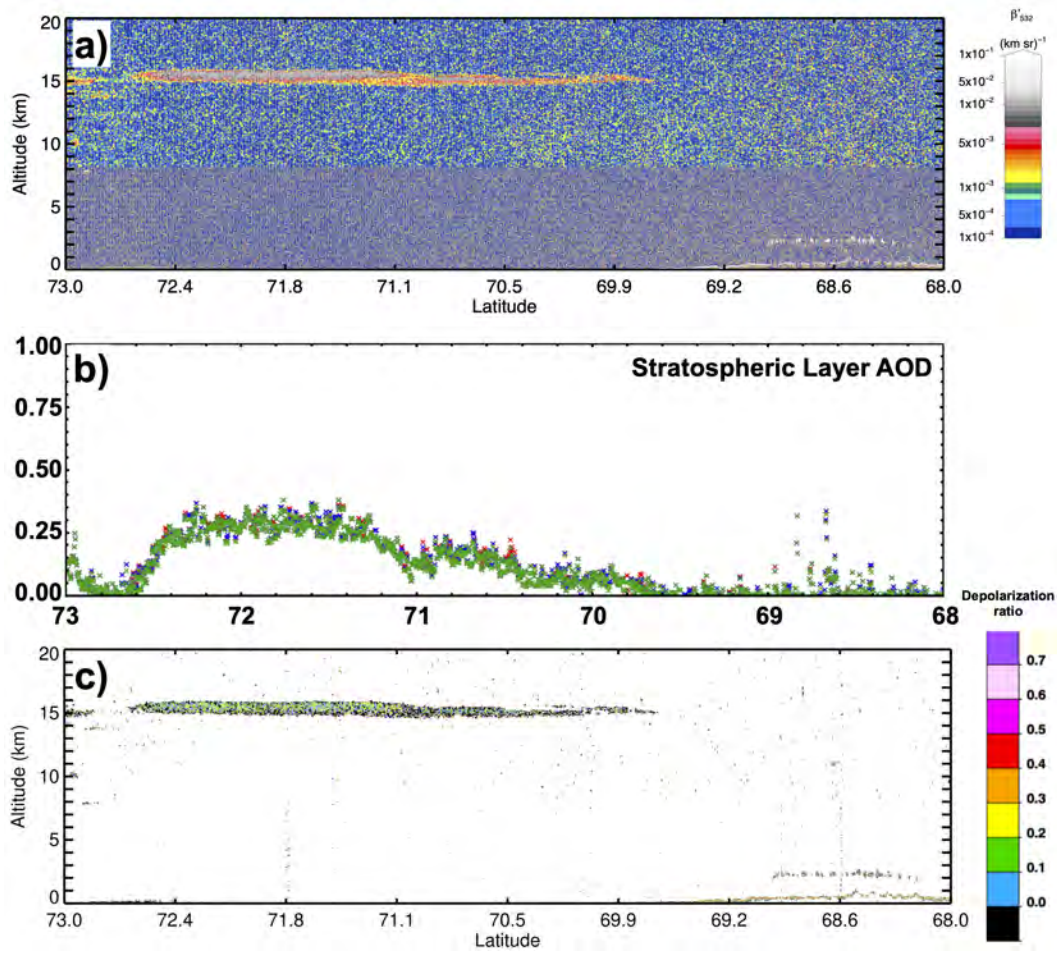 a)
20
15
10
5
0
Altitude (km)
73.0 72.4 71.8 71.1 70.5 69.9 69.2 68.6 68.0
Latitude
β'532
(km sr)⁻¹
1x10⁻¹
5x10⁻²
1x10⁻²
5x10⁻³
1x10⁻³
5x10⁻⁴
1x10⁻⁴
b)
Stratospheric Layer AOD
1.00
0.75
0.50
0.25
0.00
73 72 71 70 69 68
c)
20
15
10
5
0
Altitude (km)
73.0 72.4 71.8 71.1 70.5 69.9 69.2 68.6 68.0
Latitude
Depolarization
ratio
0.7
0.6
0.5
0.4
0.3
0.2
0.1
0.0